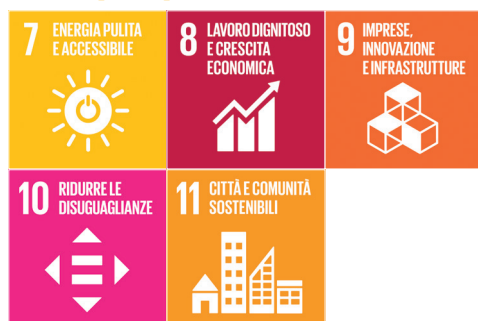 7 ENERGIA PULITA
E ACCESSIBILE
8 LAVORO DIGNITOSO
E CRESCITA
ECONOMICA
9 IMPRESE,
INNOVAZIONE
E INFRASTRUTTURE
10 RIDURRE LE
DISUGUAGLIANZE
11 CITTÀ E COMUNITÀ
SOSTENIBILI